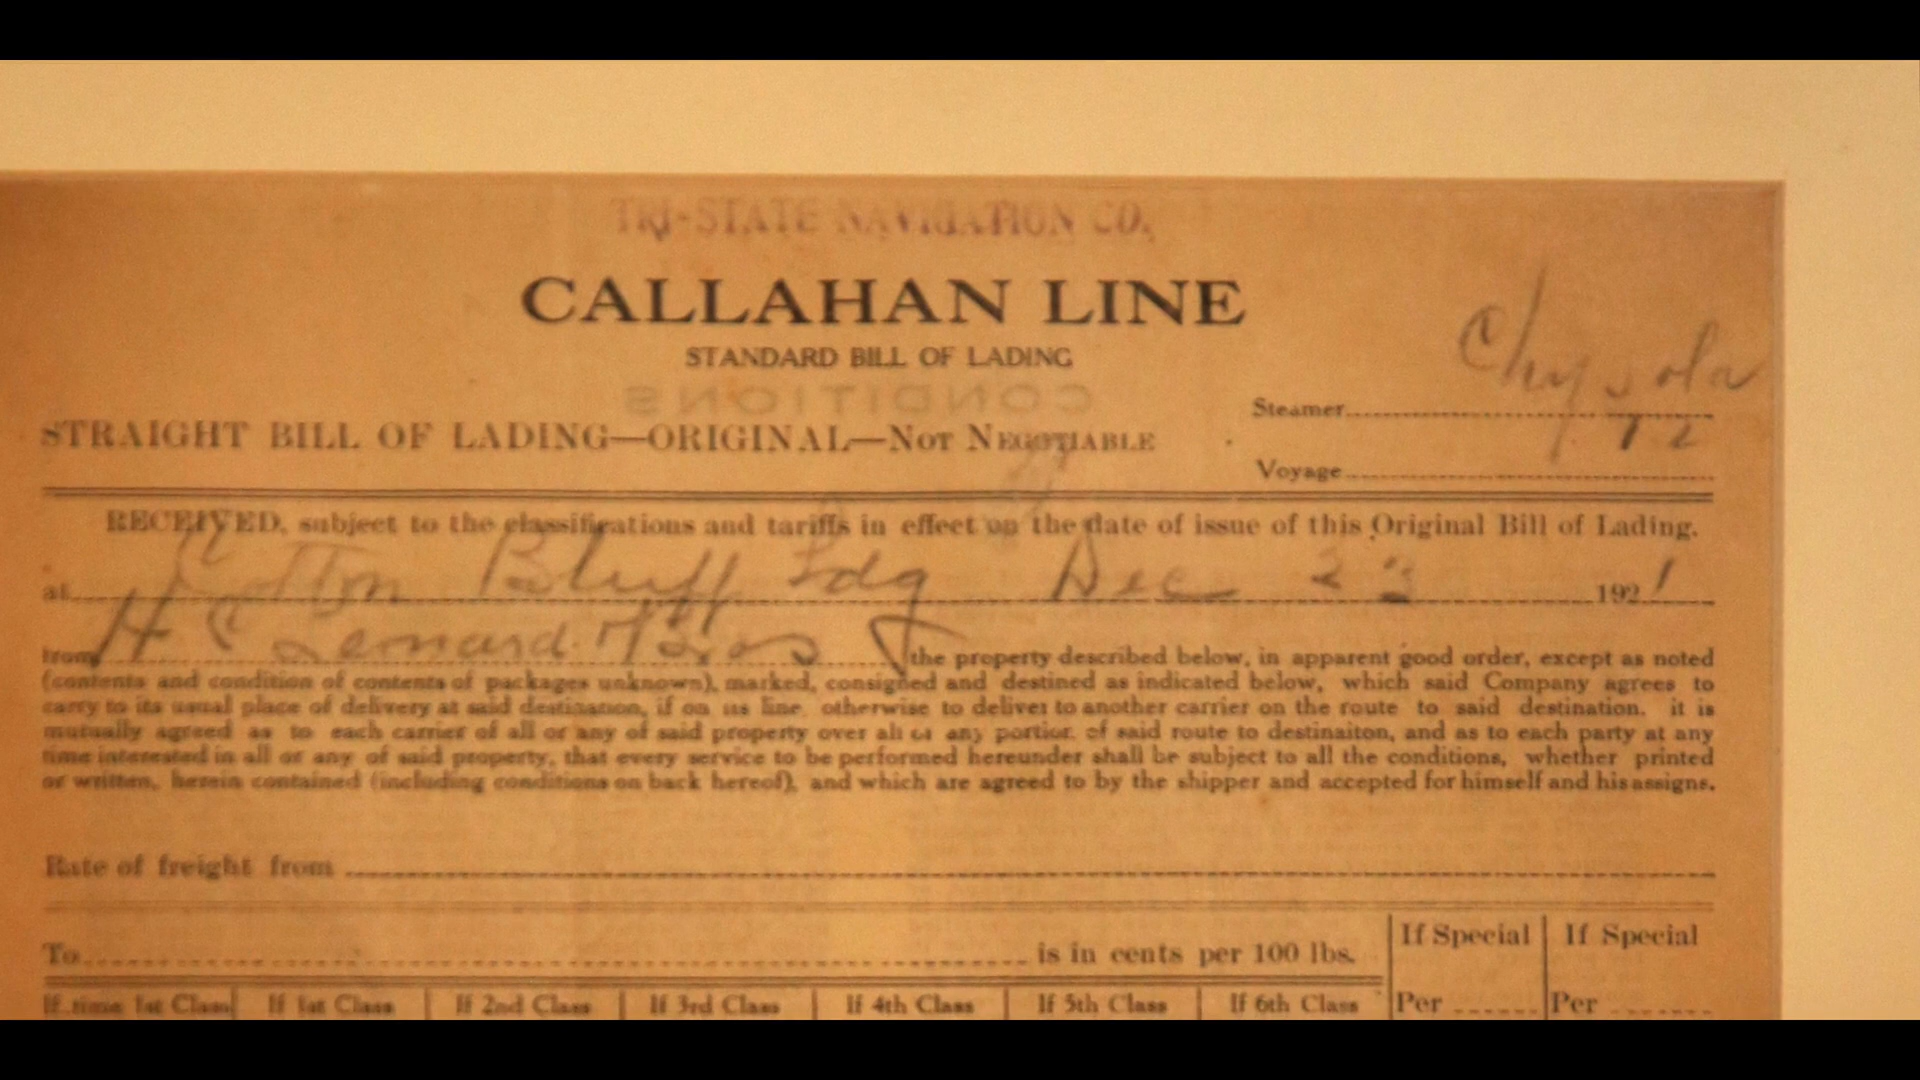 TRI-STATE NAVIGATION CO.
CALLAHAN LINE
STANDARD BILL OF LADING
CONDITIONS
STRAIGHT BILL OF LADING—ORIGINAL—NOT NEGOTIABLE
Steamer
Voyage
RECEIVED, subject to the classifications and tariffs in effect on the date of issue of this Original Bill of Lading.
at Bluff Ldg Dec 23 1921
from H C Leonard & Bros the property described below, in apparent good order, except as noted
(contents and condition of contents of packages unknown), marked, consigned and destined as indicated below, which said Company agrees to
carry to its usual place of delivery at said destination, if on its line, otherwise to deliver to another carrier on the route to said destination. it is
mutually agreed as to each carrier of all or any of said property over all or any portion of said route to destinaiton, and as to each party at any
time interested in all or any of said property, that every service to be performed hereunder shall be subject to all the conditions, whether printed
or written, herein contained (including conditions on back hereof), and which are agreed to by the shipper and accepted for himself and his assigns.
Rate of freight from
To is in cents per 100 lbs. If Special If Special
If time 1st Class If 1st Class If 2nd Class If 3rd Class If 4th Class If 5th Class If 6th Class Per Per